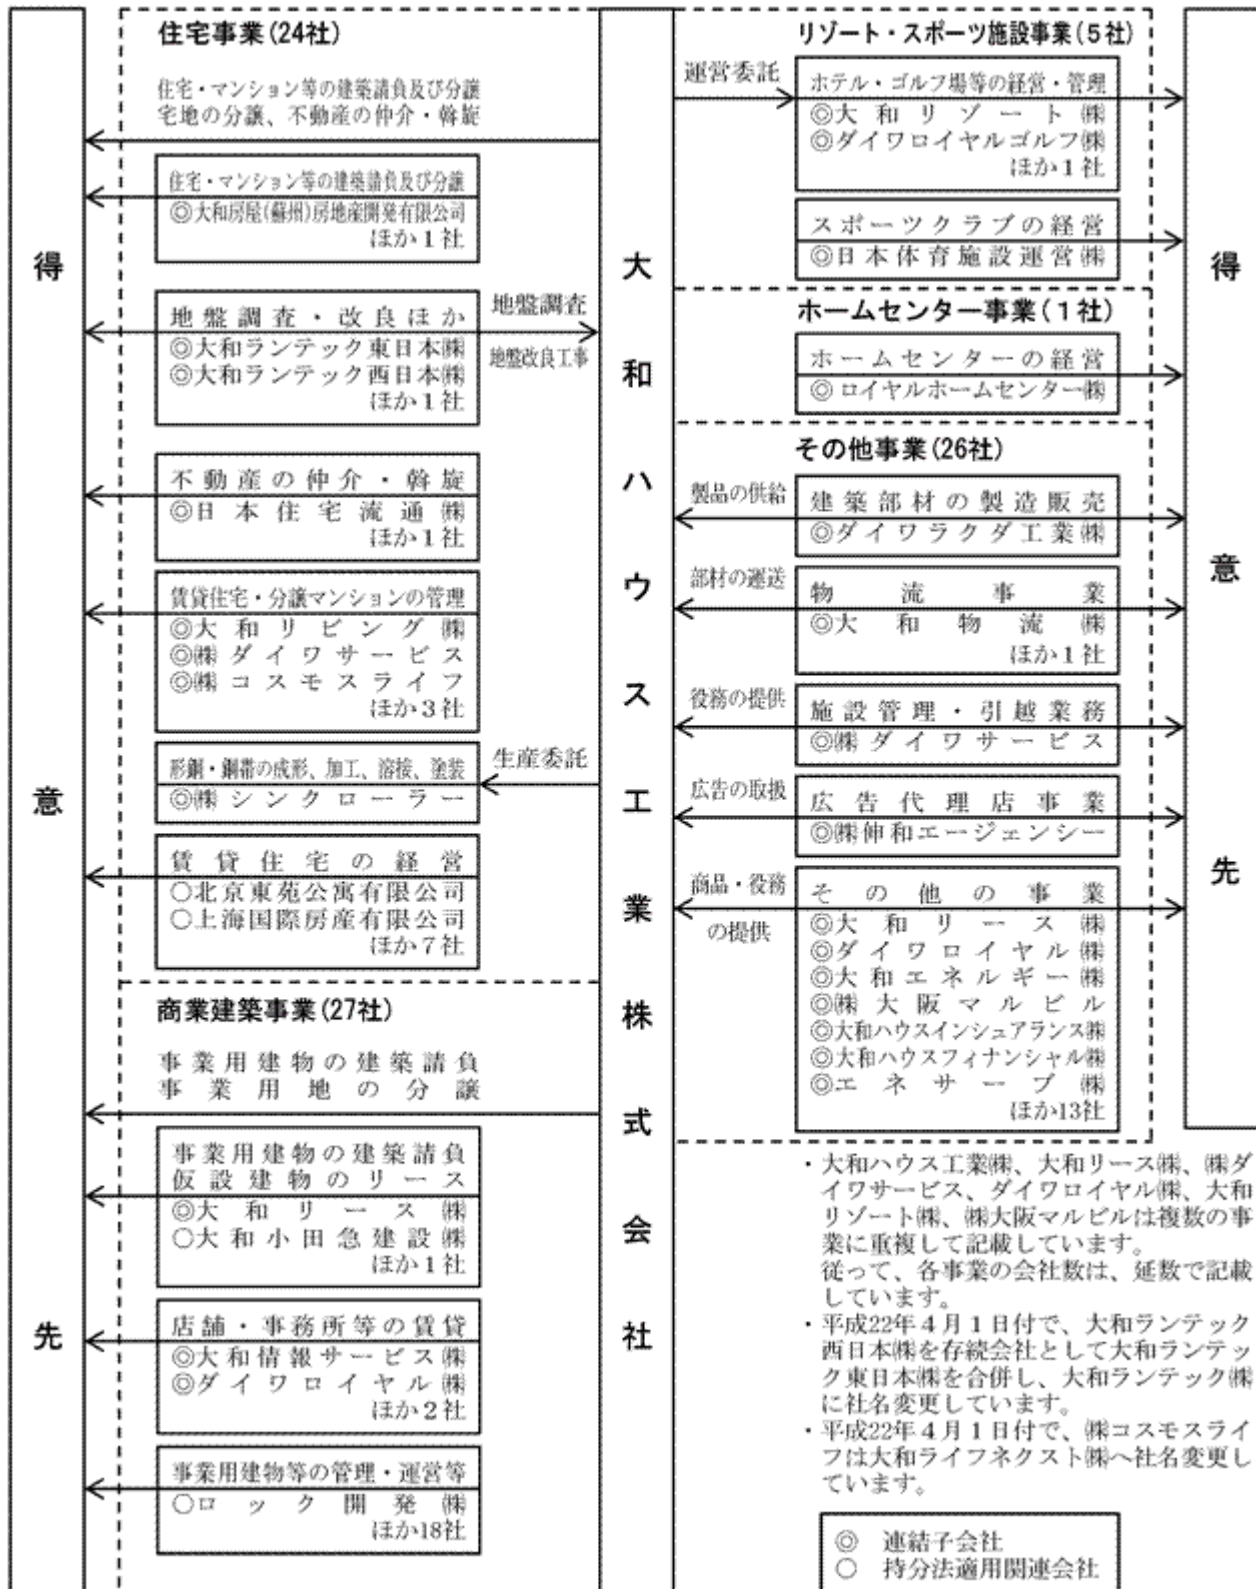 得意先
住宅事業(24社)
住宅・マンション等の建築請負及び分譲
宅地の分譲、不動産の仲介・斡旋
住宅・マンション等の建築請負及び分譲
◎大和房屋(蘇州)房地産開発有限公司
ほか1社
地盤調査・改良ほか
◎大和ランテック東日本㈱
◎大和ランテック西日本㈱
ほか1社
地盤調査
地盤改良工事
不動産の仲介・斡旋
◎日本住宅流通㈱
ほか1社
賃貸住宅・分譲マンションの管理
◎大和リビング㈱
◎㈱ダイワサービス
◎㈱コスモスライフ
ほか3社
形鋼・鋼帯の成形、加工、溶接、塗装
◎㈱シンクローラー
生産委託
賃貸住宅の経営
○北京東苑公寓有限公司
○上海国際房産有限公司
ほか7社
商業建築事業(27社)
事業用建物の建築請負
事業用地の分譲
事業用建物の建築請負
仮設建物のリース
◎大和リース㈱
○大和小田急建設㈱
ほか1社
店舗・事務所等の賃貸
◎大和情報サービス㈱
◎ダイワロイヤル㈱
ほか2社
事業用建物等の管理・運営等
○ロック開発㈱
ほか18社
大和ハウス工業株式会社
リゾート・スポーツ施設事業(5社)
運営委託
ホテル・ゴルフ場等の経営・管理
◎大和リゾート㈱
◎ダイワロイヤルゴルフ㈱
ほか1社
スポーツクラブの経営
◎日本体育施設運営㈱
ホームセンター事業(1社)
ホームセンターの経営
◎ロイヤルホームセンター㈱
その他事業(26社)
製品の供給
建築部材の製造販売
◎ダイワラクダ工業㈱
部材の運送
物流事業
◎大和物流㈱
ほか1社
役務の提供
施設管理・引越業務
◎㈱ダイワサービス
広告の取扱
広告代理店事業
◎㈱伸和エージェンシー
商品・役務
の提供
その他の事業
◎大和リース㈱
◎ダイワロイヤル㈱
◎大和エネルギー㈱
◎㈱大阪マルビル
◎大和ハウスインシュアランス㈱
◎大和ハウスフィナンシャル㈱
◎エネサーブ㈱
ほか13社
得意先
・大和ハウス工業㈱、大和リース㈱、㈱ダ
イワサービス、ダイワロイヤル㈱、大和
リゾート㈱、㈱大阪マルビルは複数の事
業に重複して記載しています。
従って、各事業の会社数は、延数で記載
しています。
・平成22年4月1日付で、大和ランテック
西日本㈱を存続会社として大和ランテッ
ク東日本㈱を合併し、大和ランテック㈱
に社名変更しています。
・平成22年4月1日付で、㈱コスモスライ
フは大和ライフネクスト㈱へ社名変更し
ています。
◎ 連結子会社
○ 持分法適用関連会社